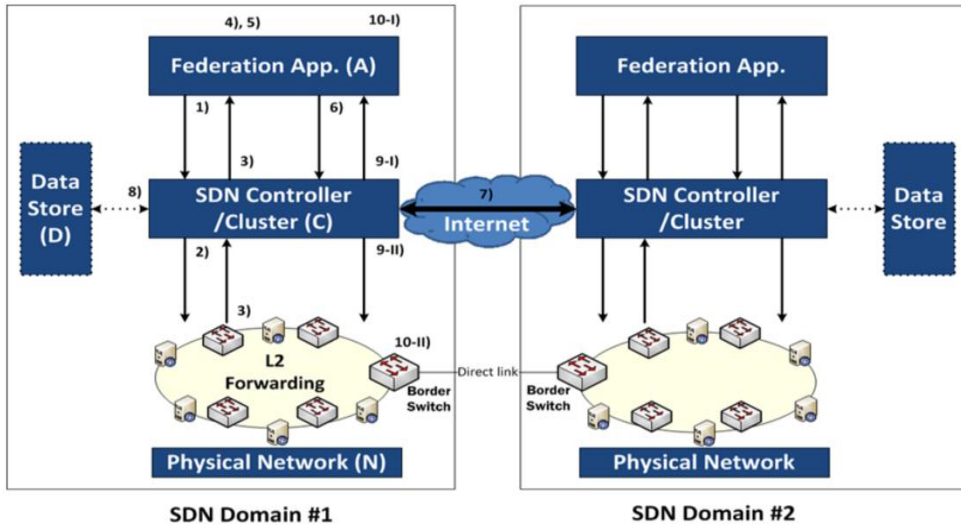 4), 5)
10-I)
Federation App. (A)
Federation App.
1)
6)
3)
9-I)
Data
Store
(D)
8)
SDN Controller
/Cluster (C)
7)
Internet
SDN Controller
/Cluster
Data
Store
2)
9-II)
3)
10-II)
L2
Forwarding
Direct link
Border
Switch
Border
Switch
Physical Network (N)
Physical Network
SDN Domain #1
SDN Domain #2